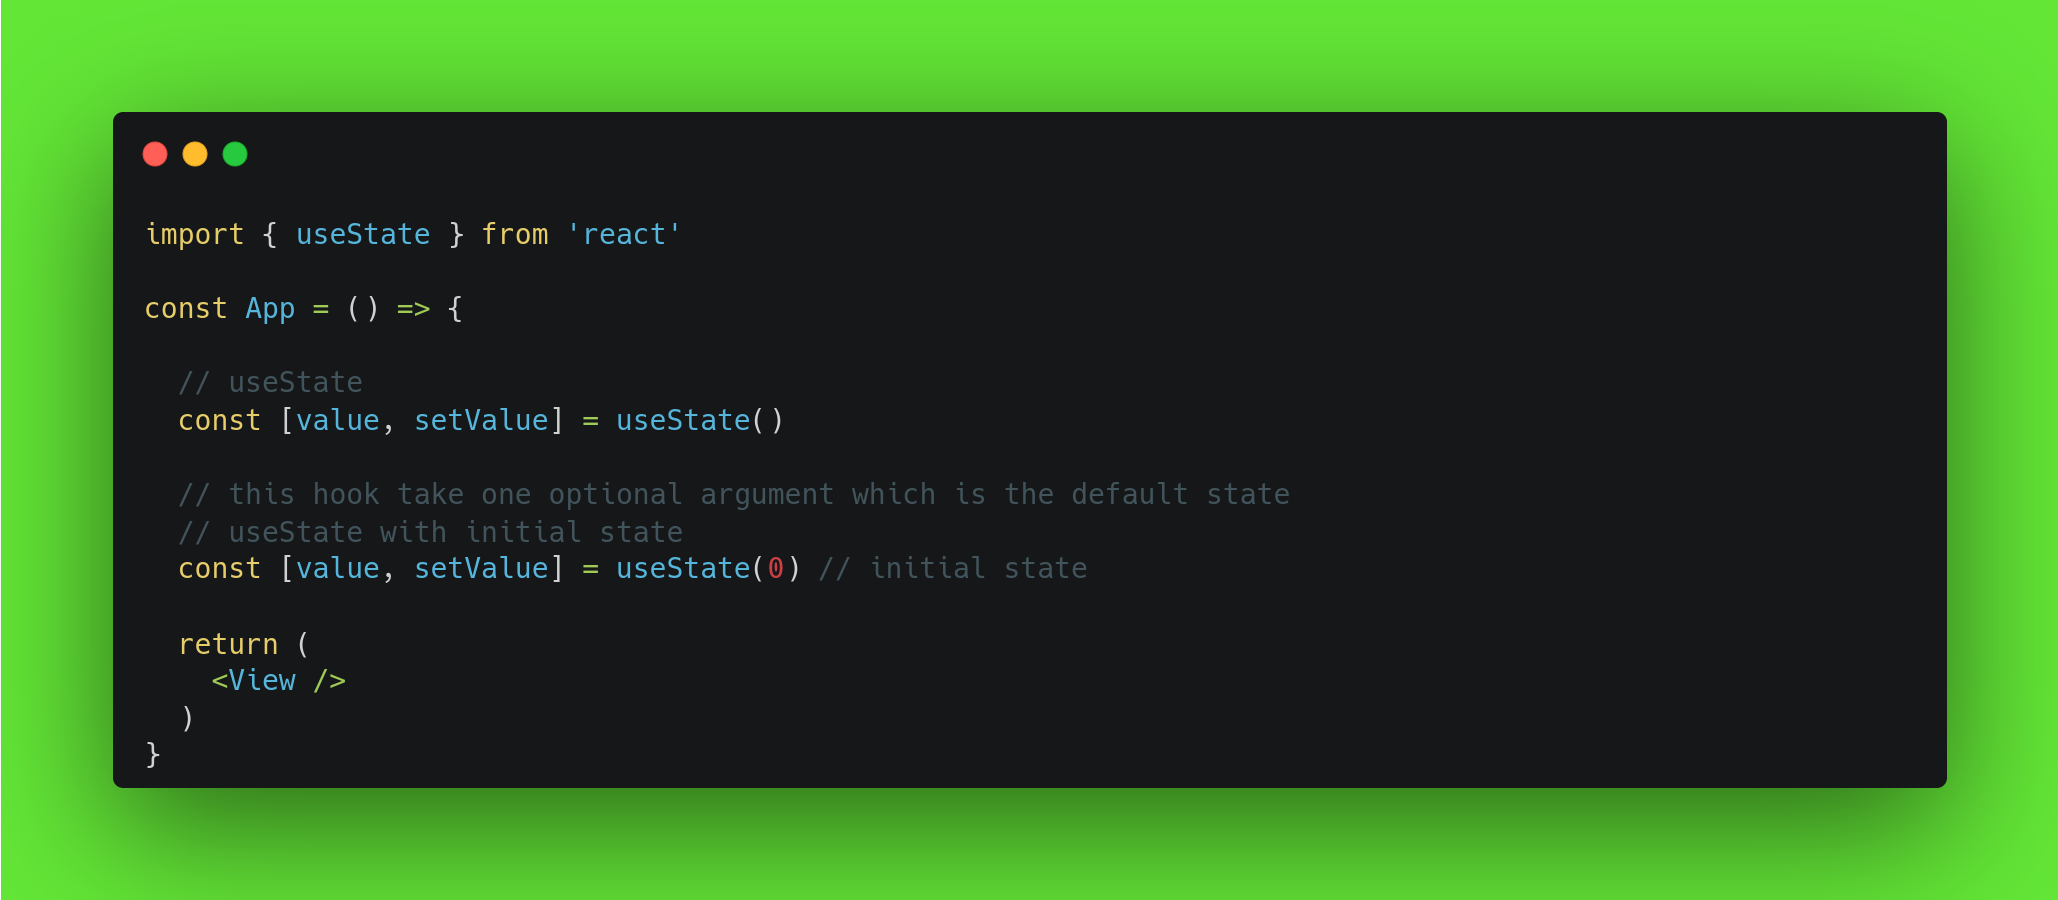 import { useState } from 'react'
const App = () => {
// useState
const [value, setValue] = useState()
// this hook take one optional argument which is the default state
// useState with initial state
const [value, setValue] = useState(0) // initial state
return (
<View />
)
}